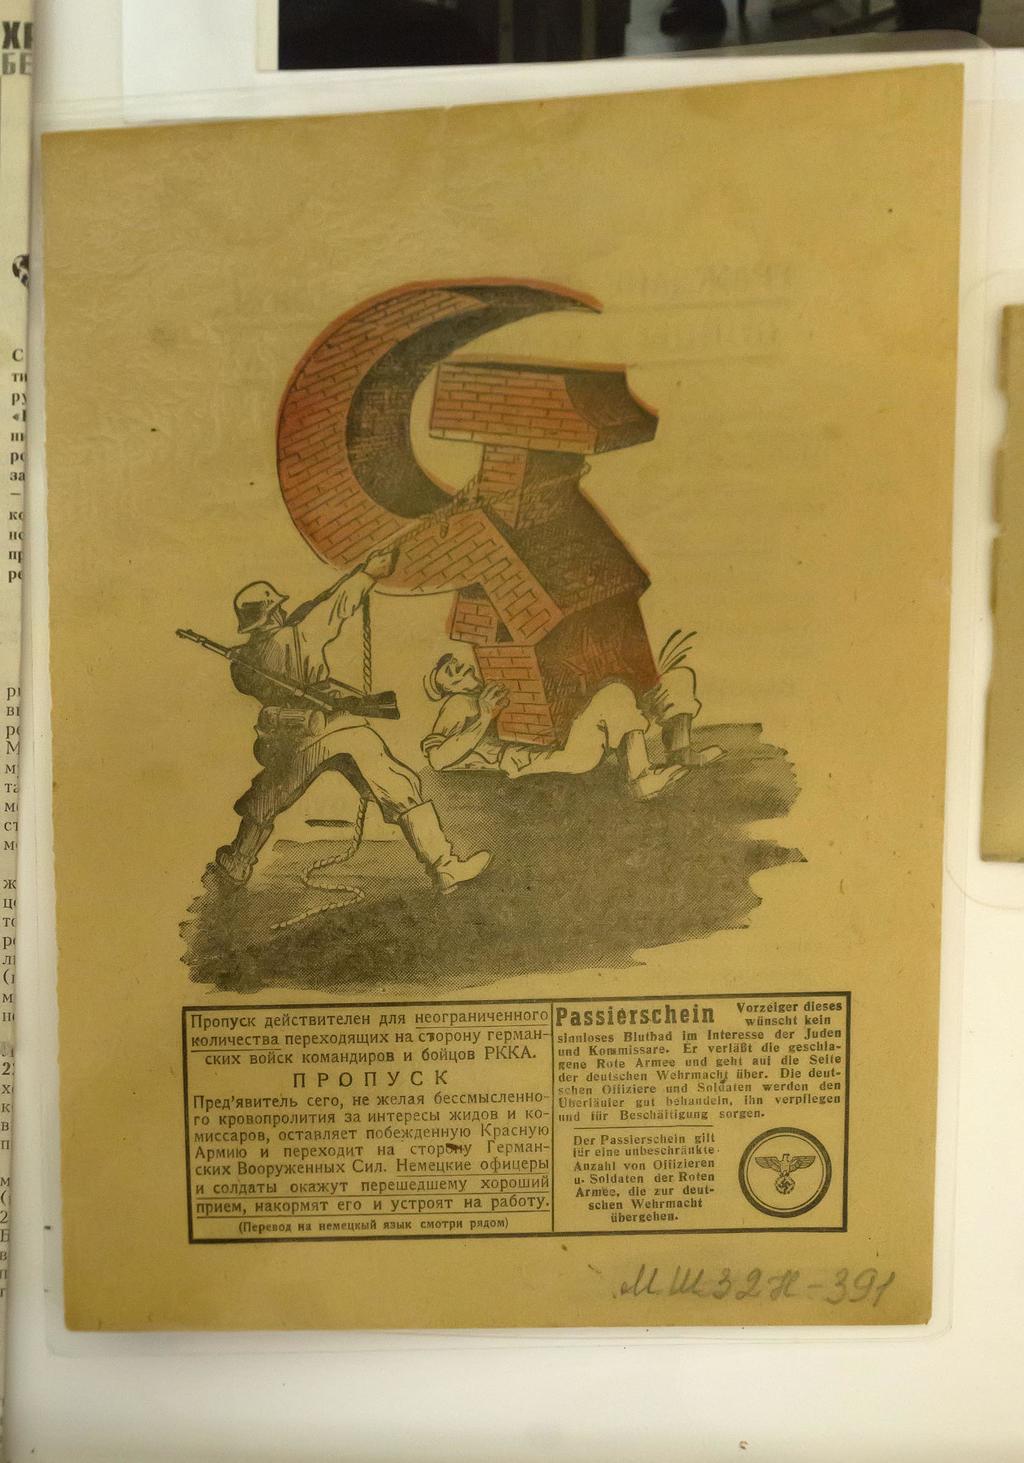 Пропуск действителен для неограниченного
количества переходящих на сторону герман-
ских войск командиров и бойцов РККА.
ПРОПУСК
Пред'явитель сего, не желая бессмысленно-
го кровопролития за интересы жидов и ко-
миссаров, оставляет побежденную Красную
Армию и переходит на сторону Герман-
ских Вооруженных Сил. Немецкие офицеры
и солдаты окажут перешедшему хороший
прием, накормят его и устроят на работу.
(Перевод на немецкий язык смотри рядом)
Passierschein Vorzeiger dieses
wünscht kein
sinnloses Blutbad im Interesse der Juden
und Kommissare. Er verläßt die geschla-
gene Rote Armee und geht auf die Seite
der deutschen Wehrmacht über. Die deut-
schen Offiziere und Soldaten werden den
Überläufer gut behandeln, ihn verpflegen
und für Beschäftigung sorgen.
Der Passierschein gilt
für eine unbeschränkte
Anzahl von Offizieren
u. Soldaten der Roten
Armee, die zur deut-
schen Wehrmacht
übergehen.
МШ32Н-391